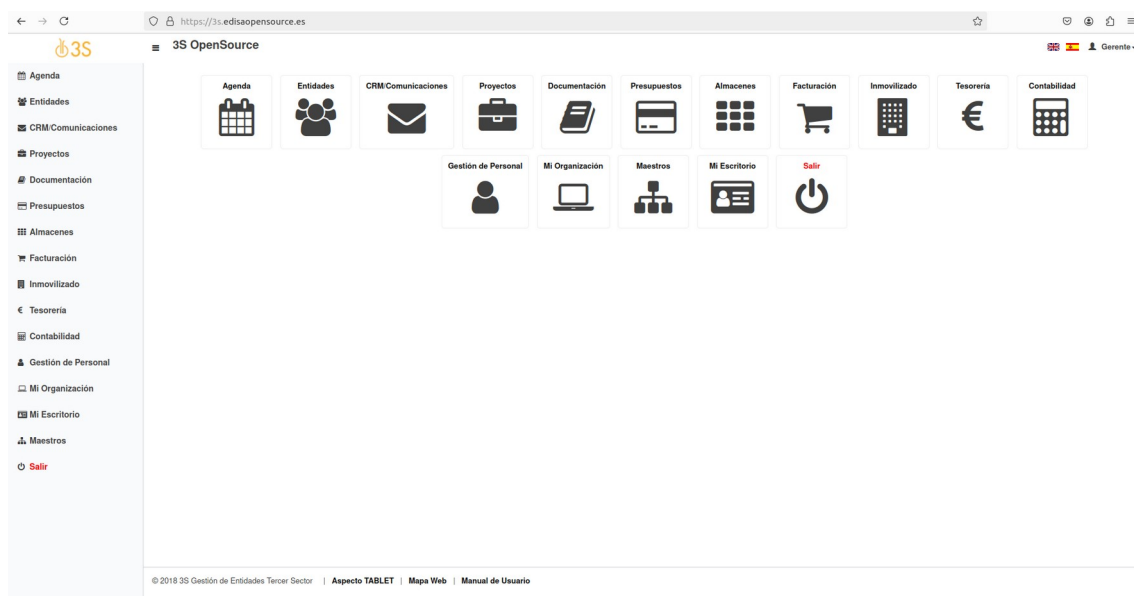 https://3s.edisaopensource.es
3S
3S OpenSource
Gerente
Agenda
Entidades
CRM/Comunicaciones
Proyectos
Documentación
Presupuestos
Almacenes
Facturación
Inmovilizado
Tesorería
Contabilidad
Gestión de Personal
Mi Organización
Mi Escritorio
Maestros
Salir
Agenda Entidades CRM/Comunicaciones Proyectos Documentación Presupuestos Almacenes Facturación Inmovilizado Tesorería Contabilidad
€
Gestión de Personal Mi Organización Maestros Mi Escritorio Salir
© 2018 3S Gestión de Entidades Tercer Sector | Aspecto TABLET | Mapa Web | Manual de Usuario